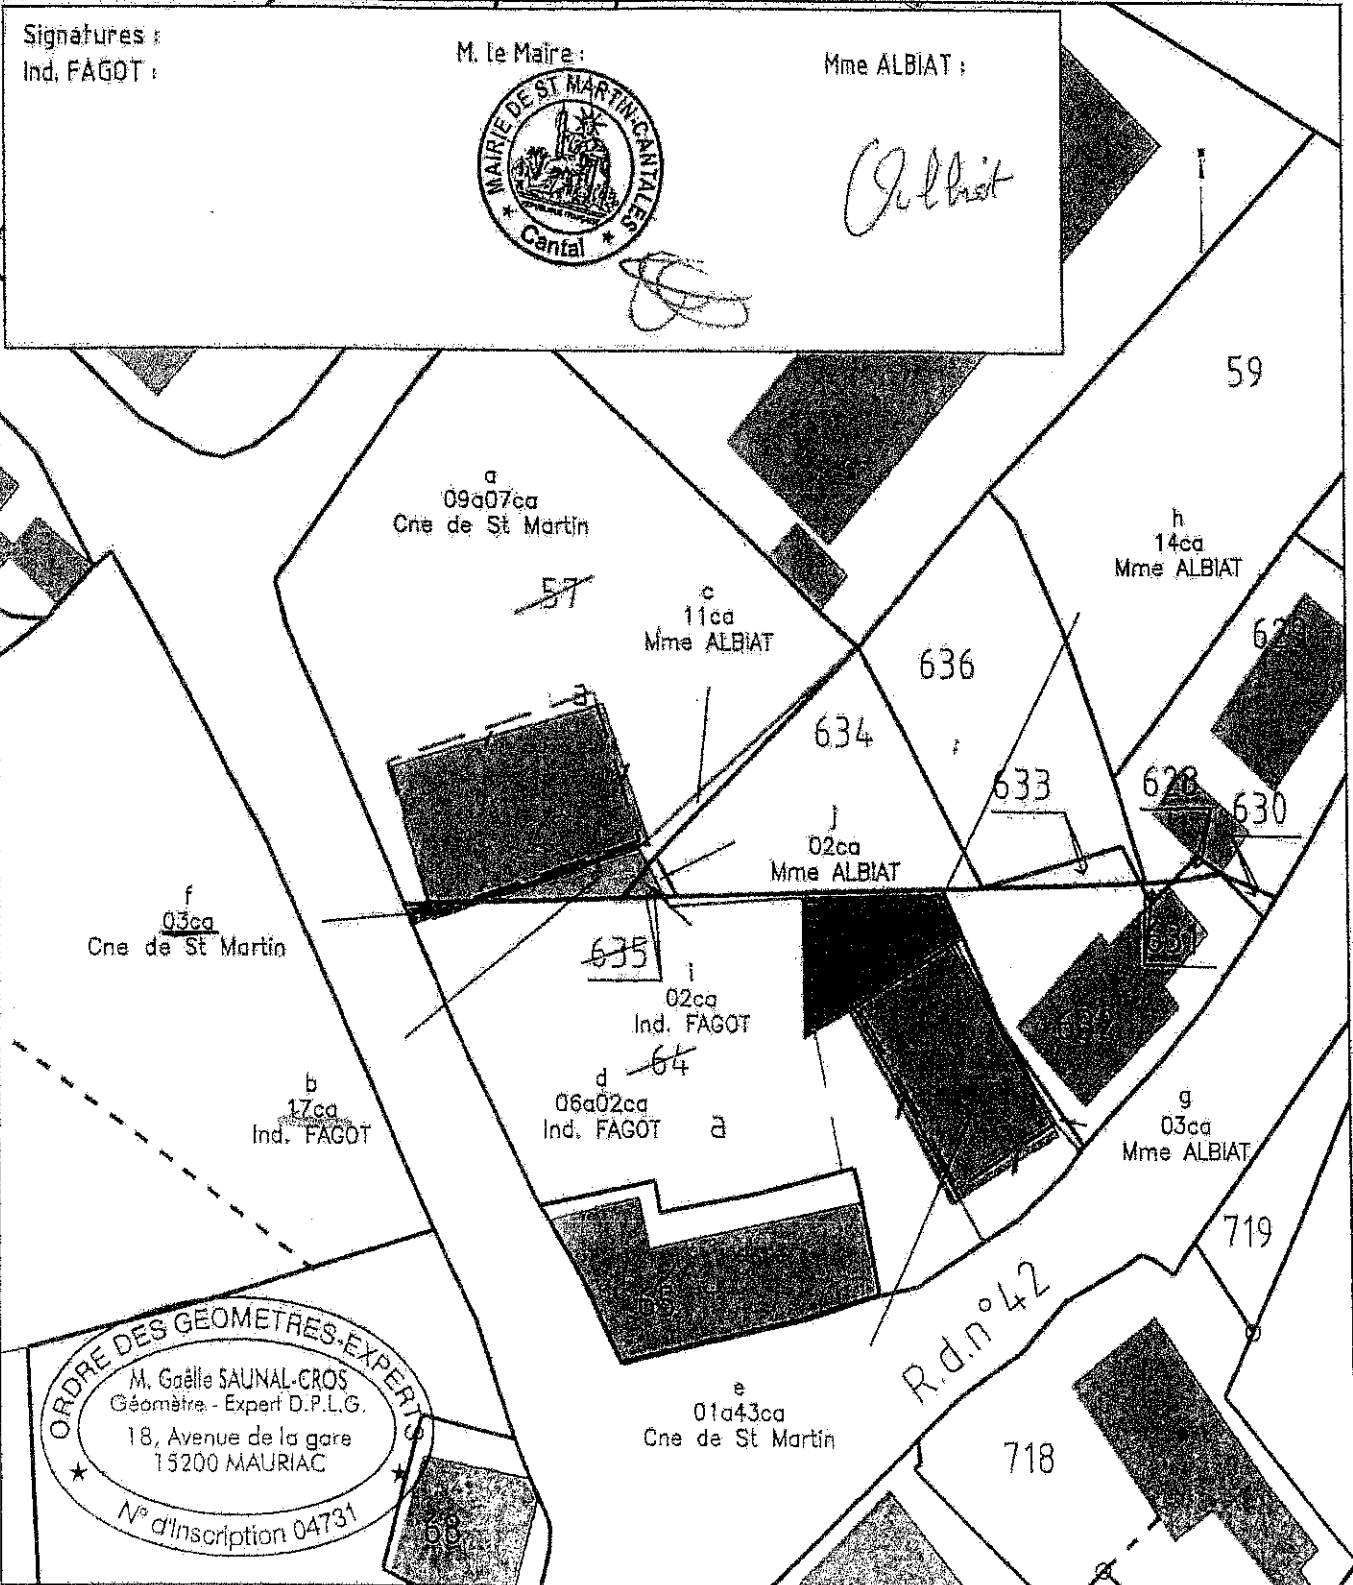 Signatures :
Ind. FAGOT :
M. le Maire :
Mme ALBIAT :
MAIRIE DE ST MARTIN-CANTALES
Cantal
Albiat
59
a
09a07ca
Cne de St Martin
57
c
11ca
Mme ALBIAT
h
14ca
Mme ALBIAT
629
636
634
a
633
628
630
j
02ca
Mme ALBIAT
f
03ca
Cne de St Martin
635
631
i
02ca
Ind. FAGOT
64
b
17ca
Ind. FAGOT
d
06a02ca
Ind. FAGOT
a
g
03ca
Mme ALBIAT
719
65
R.d.n°42
ORDRE DES GEOMETRES-EXPERTS
M. Gaëlle SAUNAL-CROS
Géomètre - Expert D.P.L.G.
18, Avenue de la gare
15200 MAURIAC
N° d'Inscription 04731
e
01a43ca
Cne de St Martin
718
68